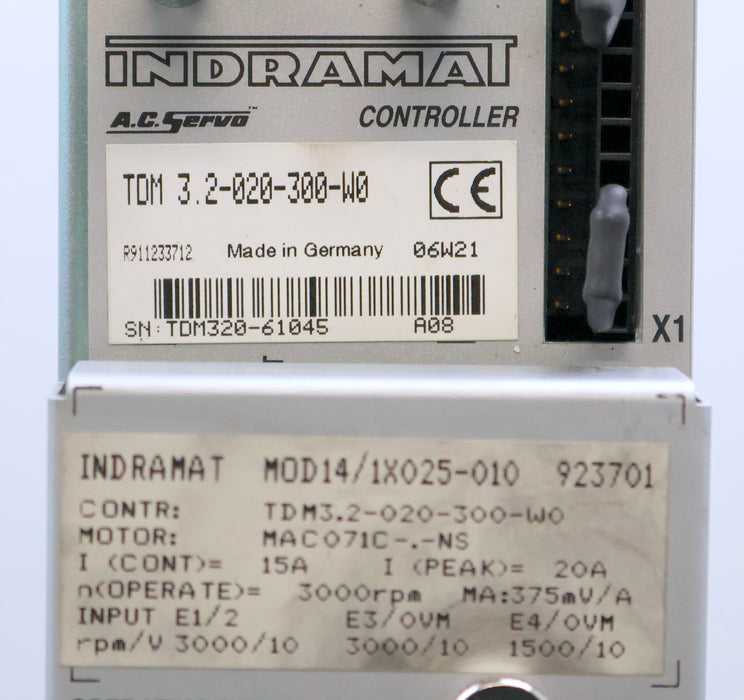 INDRAMAT
A.C. Servo™ CONTROLLER
TDM 3.2-020-300-W0 CE
R911233712 Made in Germany 06W21
SN:TDM320-61045 A08
X1
INDRAMAT MOD14/1X025-010 923701
CONTR: TDM3.2-020-300-W0
MOTOR: MAC071C-.-NS
I (CONT)= 15A I (PEAK)= 20A
n(OPERATE)= 3000rpm MA:375mV/A
INPUT E1/2 E3/0VM E4/0VM
rpm/V 3000/10 3000/10 1500/10